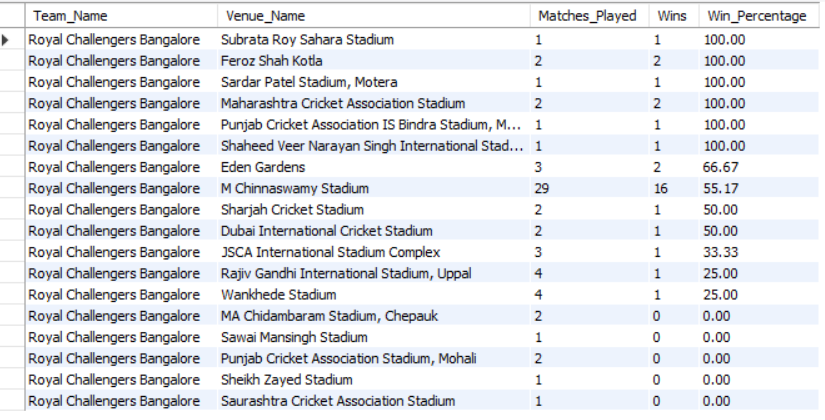 Team_Name Venue_Name Matches_Played Wins Win_Percentage
Royal Challengers Bangalore Subrata Roy Sahara Stadium 1 1 100.00
Royal Challengers Bangalore Feroz Shah Kotla 2 2 100.00
Royal Challengers Bangalore Sardar Patel Stadium, Motera 1 1 100.00
Royal Challengers Bangalore Maharashtra Cricket Association Stadium 2 2 100.00
Royal Challengers Bangalore Punjab Cricket Association IS Bindra Stadium, M... 1 1 100.00
Royal Challengers Bangalore Shaheed Veer Narayan Singh International Stad... 1 1 100.00
Royal Challengers Bangalore Eden Gardens 3 2 66.67
Royal Challengers Bangalore M Chinnaswamy Stadium 29 16 55.17
Royal Challengers Bangalore Sharjah Cricket Stadium 2 1 50.00
Royal Challengers Bangalore Dubai International Cricket Stadium 2 1 50.00
Royal Challengers Bangalore JSCA International Stadium Complex 3 1 33.33
Royal Challengers Bangalore Rajiv Gandhi International Stadium, Uppal 4 1 25.00
Royal Challengers Bangalore Wankhede Stadium 4 1 25.00
Royal Challengers Bangalore MA Chidambaram Stadium, Chepauk 2 0 0.00
Royal Challengers Bangalore Sawai Mansingh Stadium 1 0 0.00
Royal Challengers Bangalore Punjab Cricket Association Stadium, Mohali 2 0 0.00
Royal Challengers Bangalore Sheikh Zayed Stadium 1 0 0.00
Royal Challengers Bangalore Saurashtra Cricket Association Stadium 1 0 0.00